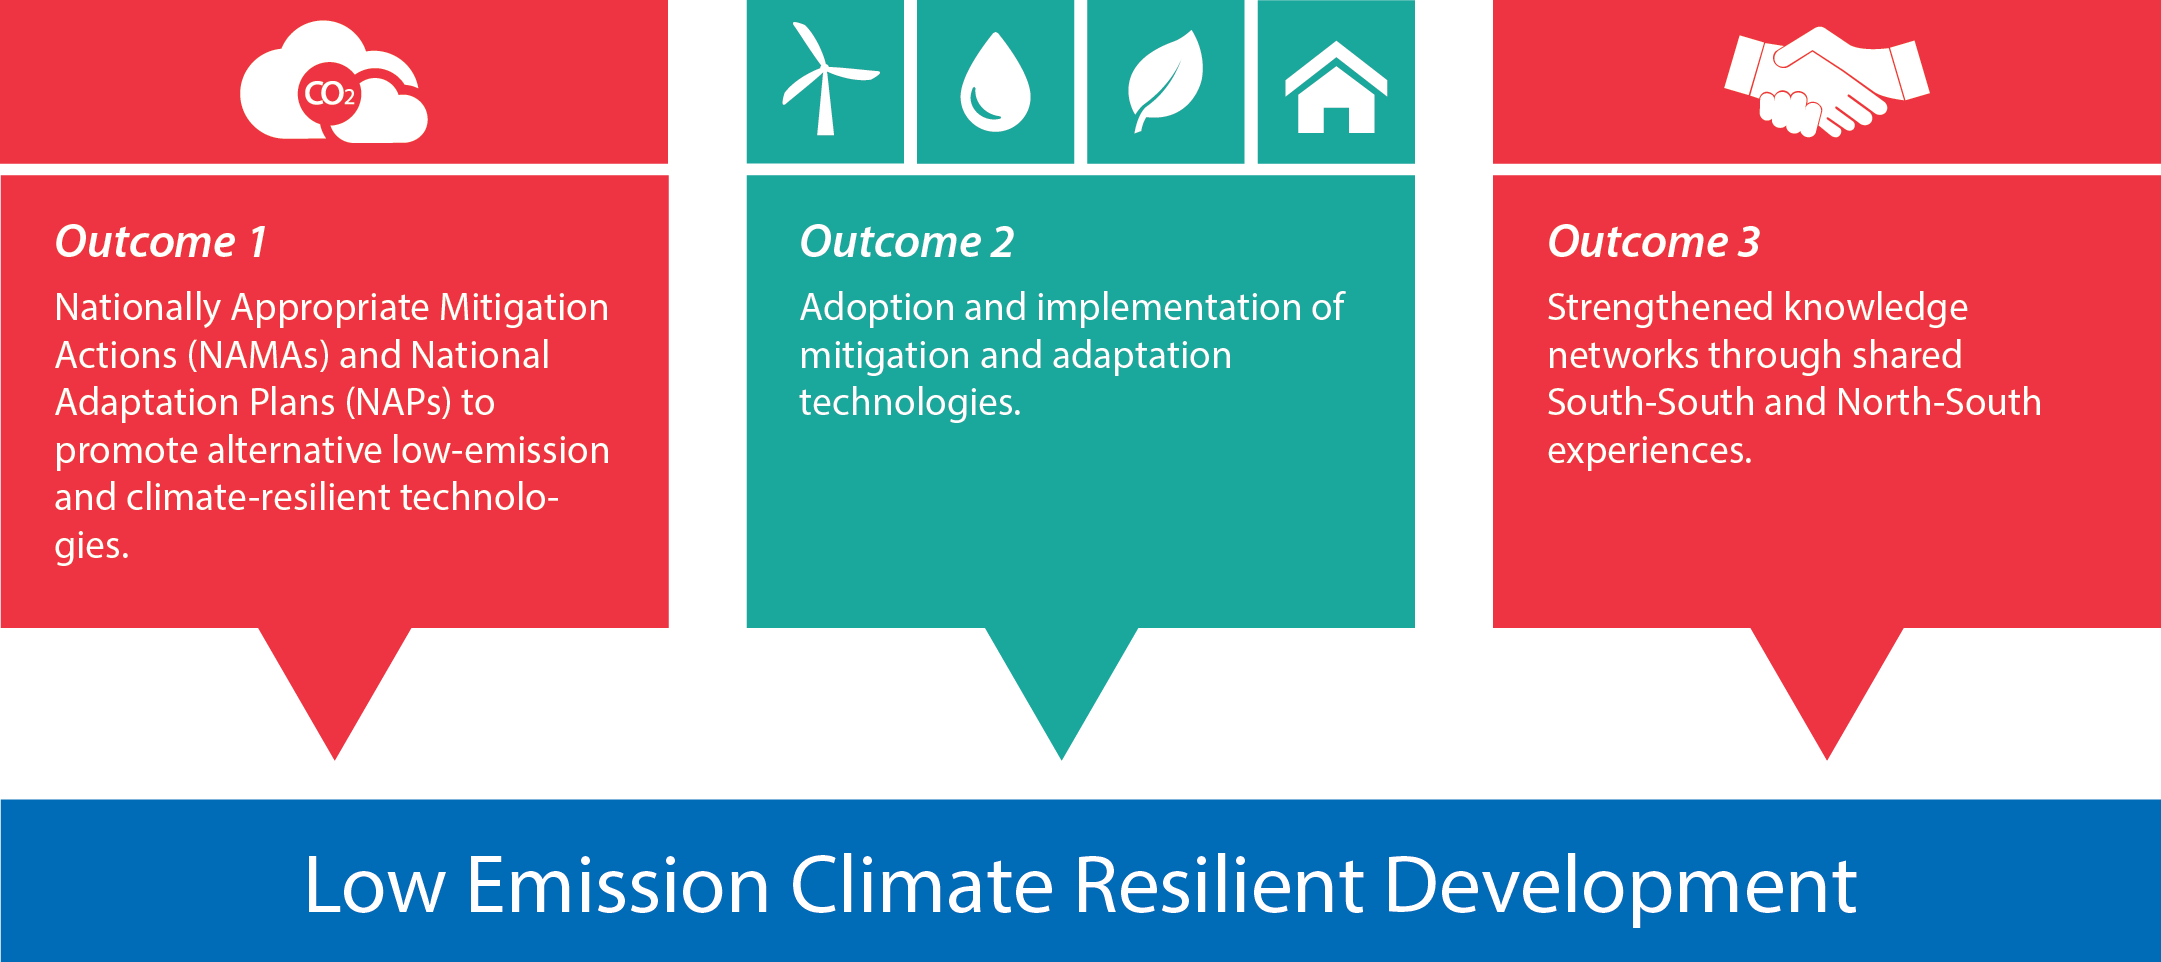 CO2
Outcome 1
Nationally Appropriate Mitigation
Actions (NAMAs) and National
Adaptation Plans (NAPs) to
promote alternative low-emission
and climate-resilient technolo-
gies.
Outcome 2
Adoption and implementation of
mitigation and adaptation
technologies.
Outcome 3
Strengthened knowledge
networks through shared
South-South and North-South
experiences.
Low Emission Climate Resilient Development